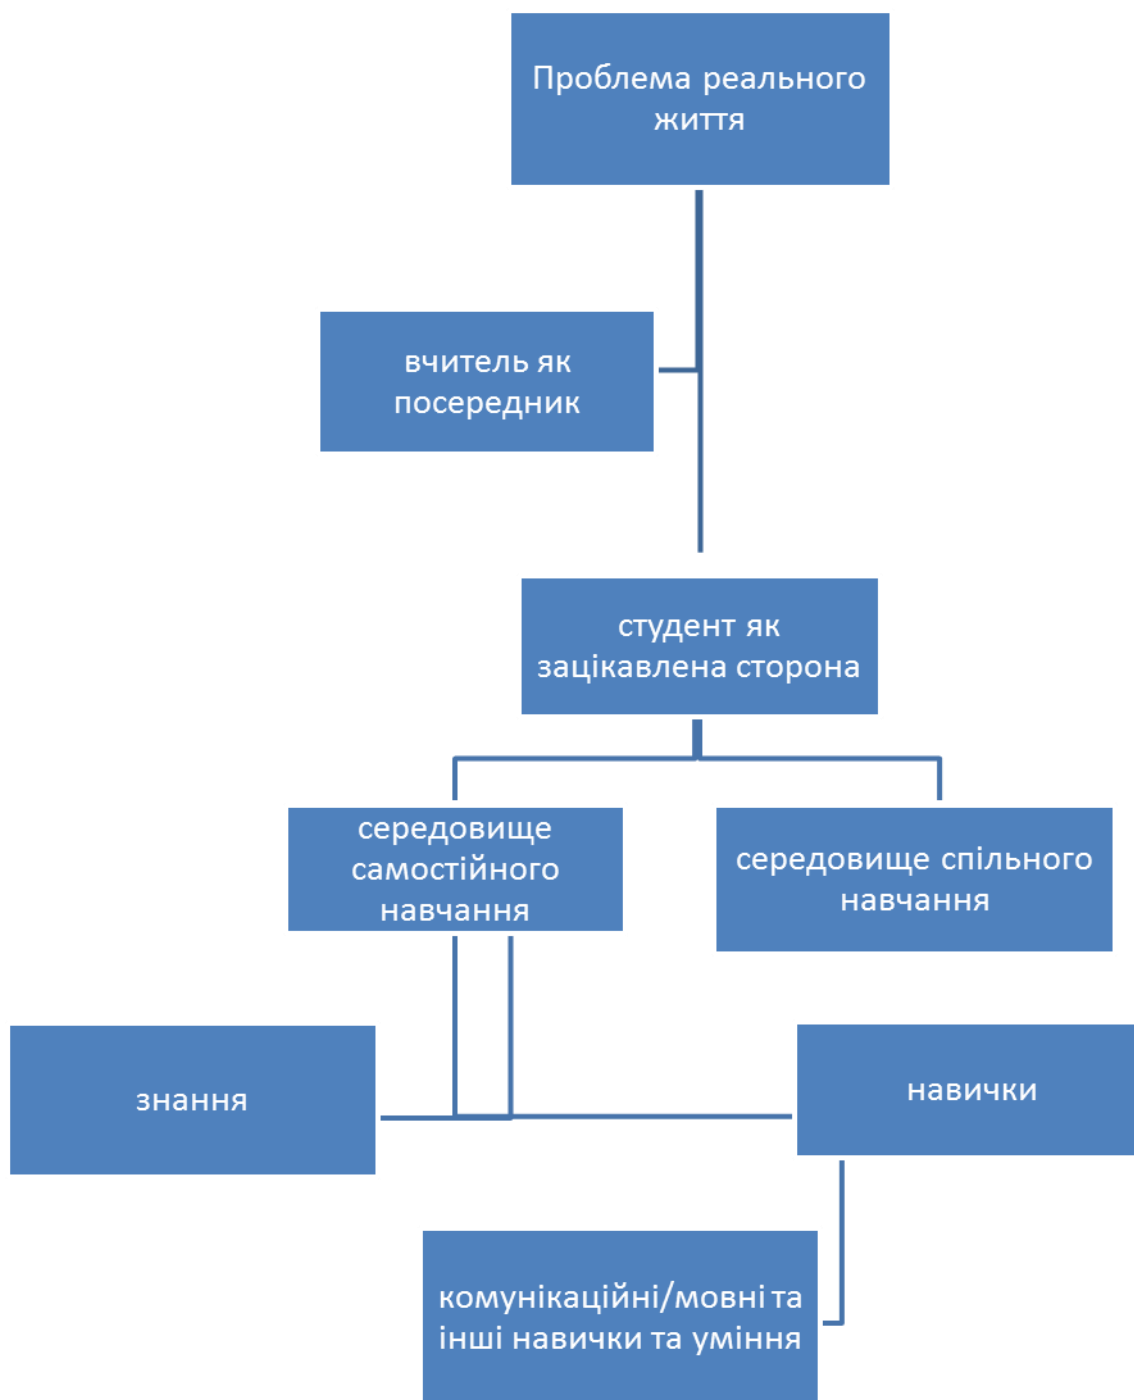 Проблема реального
життя
вчитель як
посередник
студент як
зацікавлена сторона
середовище
самостійного
навчання
середовище спільного
навчання
знання
навички
комунікаційні/мовні та
інші навички та уміння